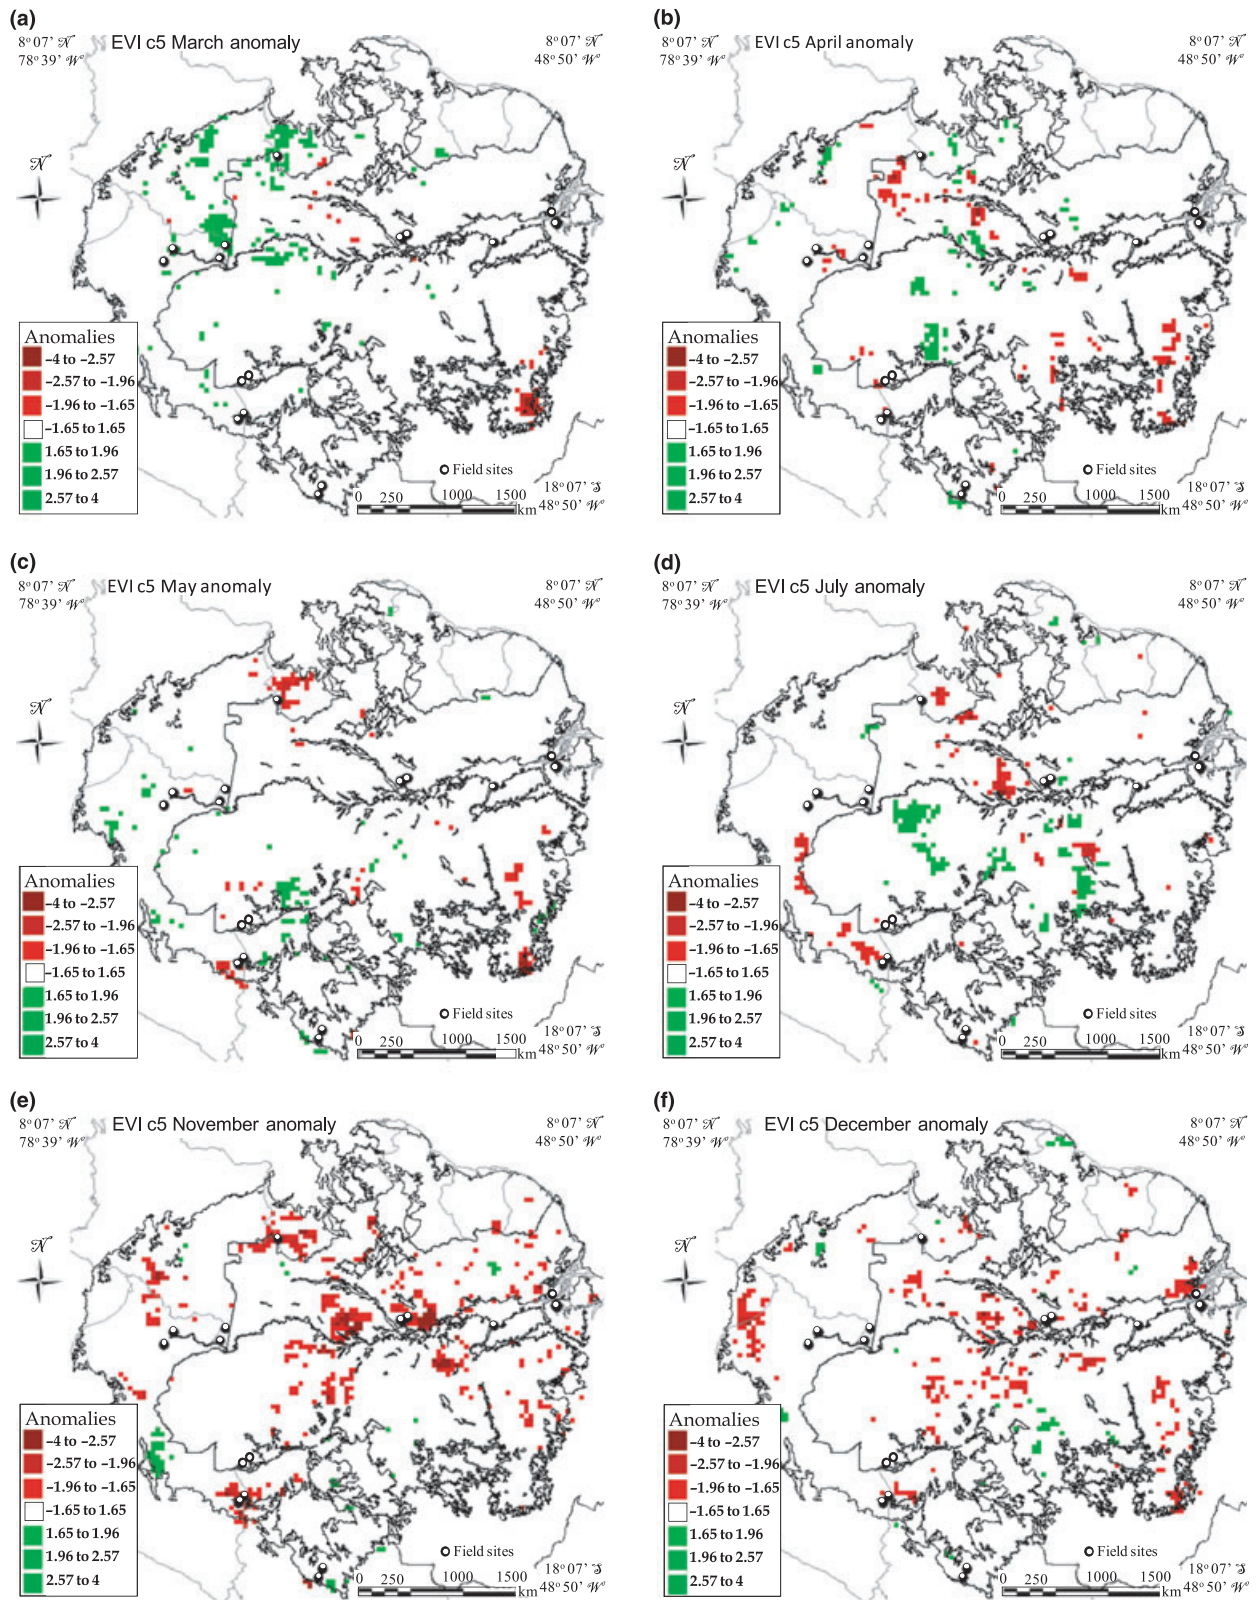 (a)
EVI c5 March anomaly
8° 07' N
78° 39' W
8° 07' N
48° 50' W
N
Anomalies
-4 to -2.57
-2.57 to -1.96
-1.96 to -1.65
-1.65 to 1.65
1.65 to 1.96
1.96 to 2.57
2.57 to 4
Field sites
0 250 1000 1500
km
18° 07' S
48° 50' W
(b)
EVI c5 April anomaly
8° 07' N
78° 39' W
8° 07' N
48° 50' W
N
Anomalies
-4 to -2.57
-2.57 to -1.96
-1.96 to -1.65
-1.65 to 1.65
1.65 to 1.96
1.96 to 2.57
2.57 to 4
Field sites
0 250 1000 1500
km
18° 07' S
48° 50' W
(c)
EVI c5 May anomaly
8° 07' N
78° 39' W
8° 07' N
48° 50' W
N
Anomalies
-4 to -2.57
-2.57 to -1.96
-1.96 to -1.65
-1.65 to 1.65
1.65 to 1.96
1.96 to 2.57
2.57 to 4
Field sites
0 250 1000 1500
km
18° 07' S
48° 50' W
(d)
EVI c5 July anomaly
8° 07' N
78° 39' W
8° 07' N
48° 50' W
N
Anomalies
-4 to -2.57
-2.57 to -1.96
-1.96 to -1.65
-1.65 to 1.65
1.65 to 1.96
1.96 to 2.57
2.57 to 4
Field sites
0 250 1000 1500
km
18° 07' S
48° 50' W
(e)
EVI c5 November anomaly
8° 07' N
78° 39' W
8° 07' N
48° 50' W
N
Anomalies
-4 to -2.57
-2.57 to -1.96
-1.96 to -1.65
-1.65 to 1.65
1.65 to 1.96
1.96 to 2.57
2.57 to 4
Field sites
0 250 1000 1500
km
18° 07' S
48° 50' W
(f)
EVI c5 December anomaly
8° 07' N
78° 39' W
8° 07' N
48° 50' W
N
Anomalies
-4 to -2.57
-2.57 to -1.96
-1.96 to -1.65
-1.65 to 1.65
1.65 to 1.96
1.96 to 2.57
2.57 to 4
Field sites
0 250 1000 1500
km
18° 07' S
48° 50' W